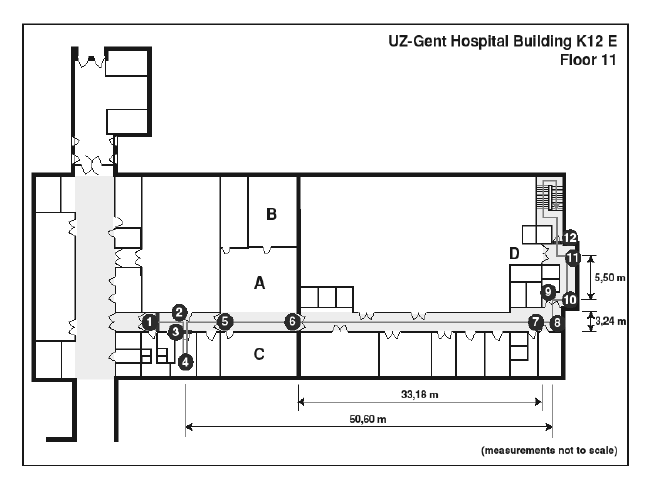 UZ-Gent Hospital Building K12 E
Floor 11
B
12
D
11
A
5,50 m
9
10
2
1
3
5
6
7
8
3,24 m
4
C
33,18 m
50,60 m
(measurements not to scale)